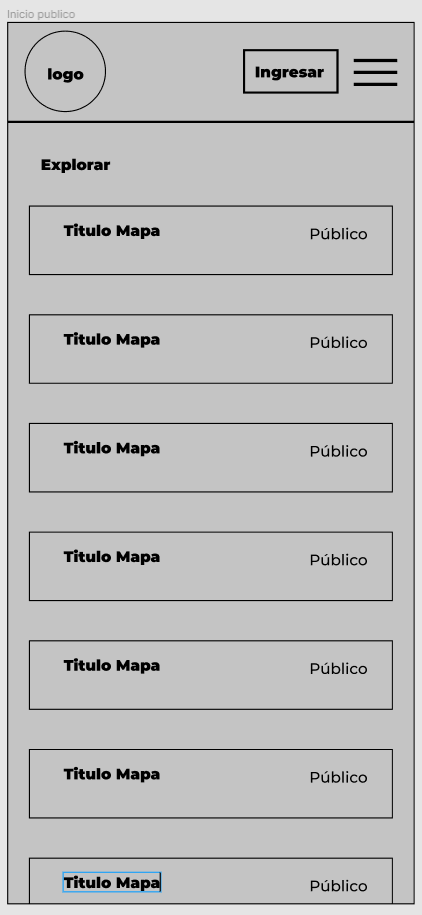 Inicio publico
logo
Ingresar
Explorar
Titulo Mapa
Público
Titulo Mapa
Público
Titulo Mapa
Público
Titulo Mapa
Público
Titulo Mapa
Público
Titulo Mapa
Público
Titulo Mapa
Público